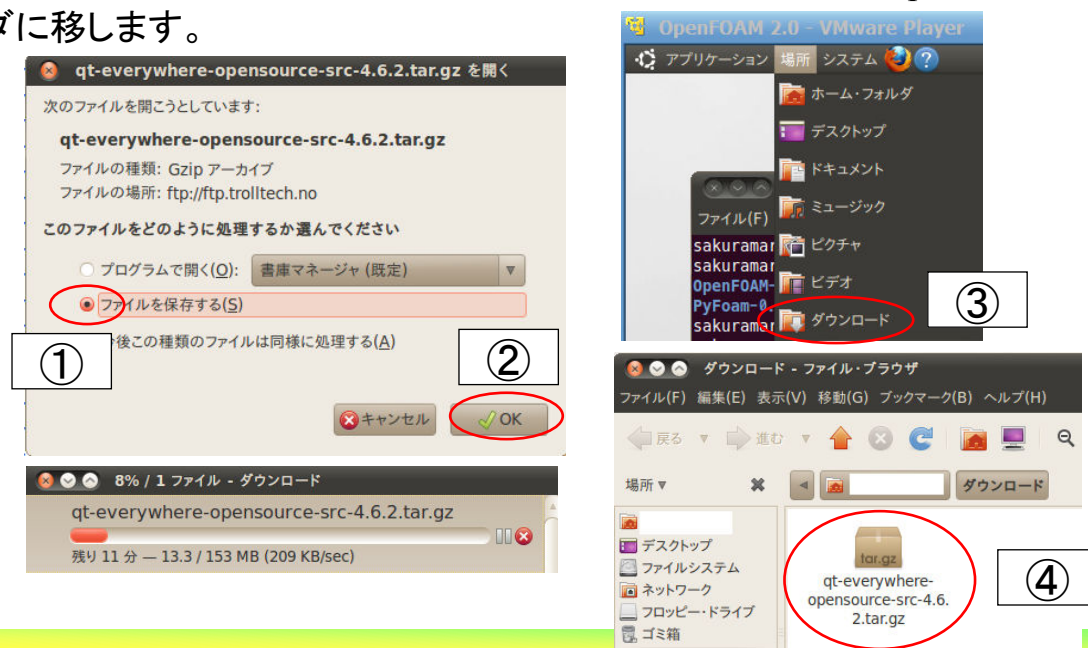 ダに移します。
qt-everywhere-opensource-src-4.6.2.tar.gz を開く
次のファイルを開こうとしています:
qt-everywhere-opensource-src-4.6.2.tar.gz
ファイルの種類: Gzip アーカイブ
ファイルの場所: ftp://ftp.trolltech.no
このファイルをどのように処理するか選んでください
プログラムで開く(O): 書庫マネージャ (既定)
ファイルを保存する(S)
後この種類のファイルは同様に処理する(A)
①
②
キャンセル OK
8% / 1 ファイル - ダウンロード
qt-everywhere-opensource-src-4.6.2.tar.gz
残り 11 分 — 13.3 / 153 MB (209 KB/sec)
OpenFOAM 2.0 - VMware Player
アプリケーション 場所 システム ?
ホーム・フォルダ
デスクトップ
ドキュメント
ミュージック
ピクチャ
ビデオ
ダウンロード
ファイル(F)
sakuramar
sakuramar
OpenFOAM-
PyFoam-0.
sakuramar
③
ダウンロード - ファイル・ブラウザ
ファイル(F) 編集(E) 表示(V) 移動(G) ブックマーク(B) ヘルプ(H)
戻る 進む
場所 ダウンロード
デスクトップ
ファイルシステム
ネットワーク
フロッピー・ドライブ
ゴミ箱
tar.gz
qt-everywhere-
opensource-src-4.6.
2.tar.gz
④